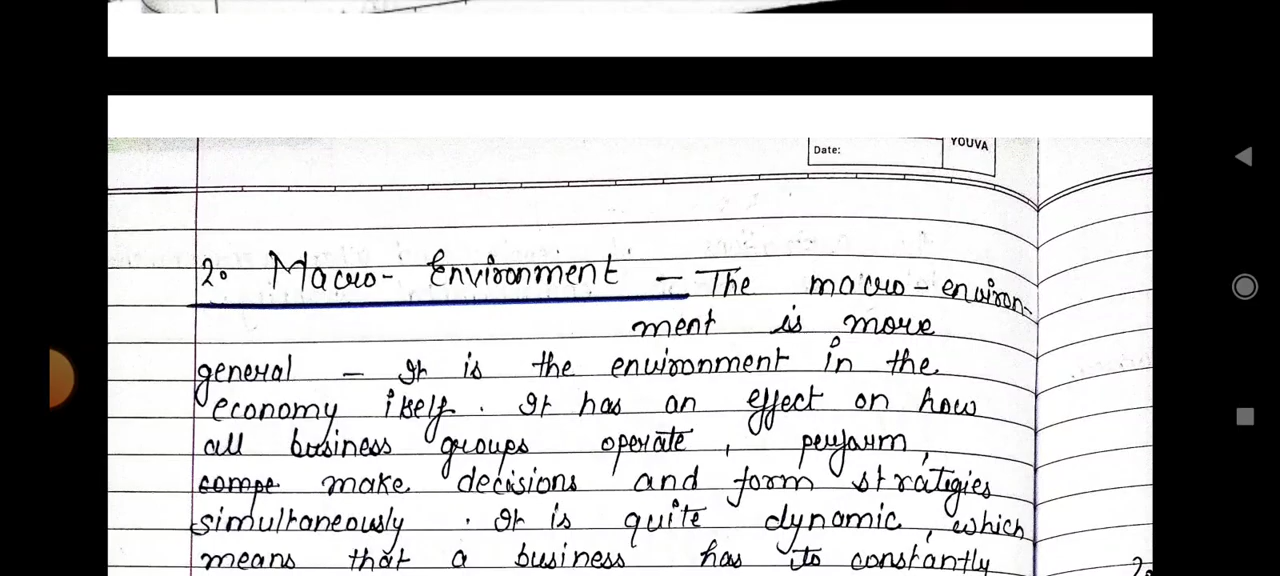 YOUVA
Date:
2. Macro-Environment - The macro-environ-
ment is more
general - It is the environment in the
economy itself. It has an effect on how
all business groups operate, perform,
compe make decisions and form stratigies
simultaneously. It is quite dynamic, which
means that a business has to constantly